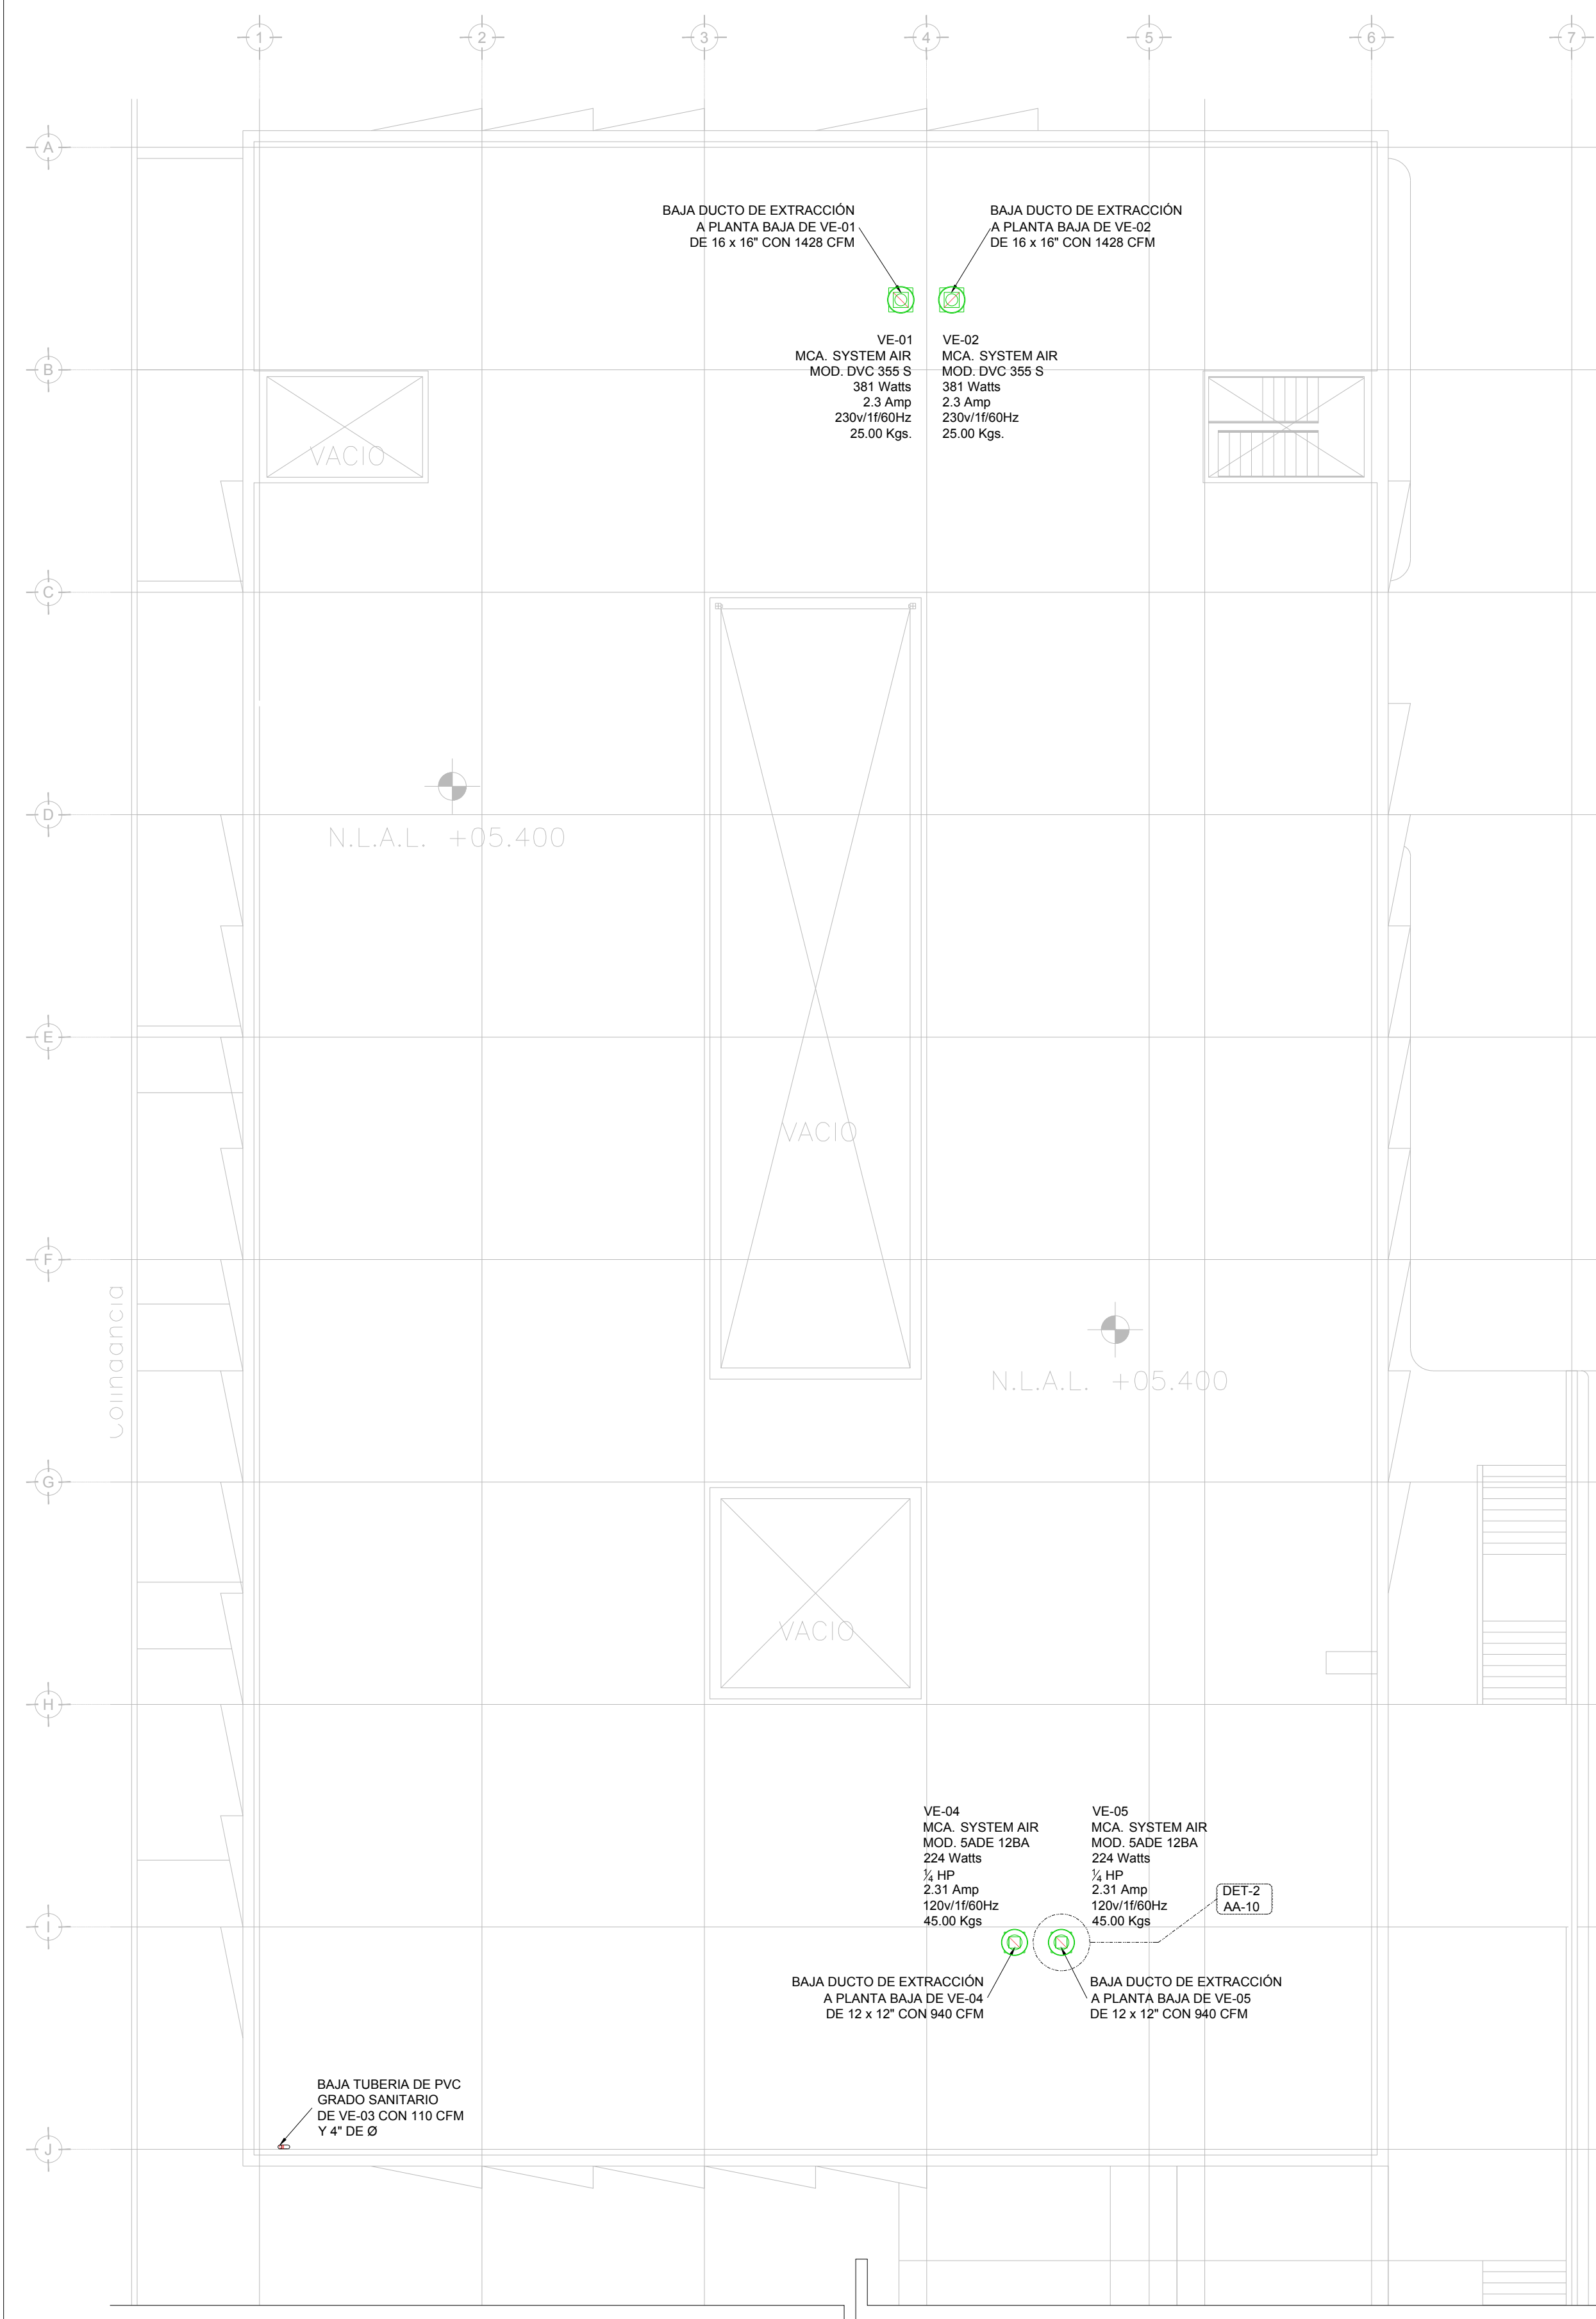 1
2
3
4
5
6
7
A
BAJA DUCTO DE EXTRACCIÓN
A PLANTA BAJA DE VE-01
DE 16 x 16" CON 1428 CFM
BAJA DUCTO DE EXTRACCIÓN
A PLANTA BAJA DE VE-02
DE 16 x 16" CON 1428 CFM
VE-01
MCA. SYSTEM AIR
MOD. DVC 355 S
381 Watts
2.3 Amp
230v/1f/60Hz
25.00 Kgs.
VE-02
MCA. SYSTEM AIR
MOD. DVC 355 S
381 Watts
2.3 Amp
230v/1f/60Hz
25.00 Kgs.
B
VACIO
C
D
N.L.A.L. +05.400
E
VACIO
F
Colindancia
N.L.A.L. +05.400
G
VACIO
H
VE-04
MCA. SYSTEM AIR
MOD. 5ADE 12BA
224 Watts
¼ HP
2.31 Amp
120v/1f/60Hz
45.00 Kgs
VE-05
MCA. SYSTEM AIR
MOD. 5ADE 12BA
224 Watts
¼ HP
2.31 Amp
120v/1f/60Hz
45.00 Kgs
DET-2
AA-10
I
BAJA DUCTO DE EXTRACCIÓN
A PLANTA BAJA DE VE-04
DE 12 x 12" CON 940 CFM
BAJA DUCTO DE EXTRACCIÓN
A PLANTA BAJA DE VE-05
DE 12 x 12" CON 940 CFM
BAJA TUBERIA DE PVC
GRADO SANITARIO
DE VE-03 CON 110 CFM
Y 4" DE Ø
J